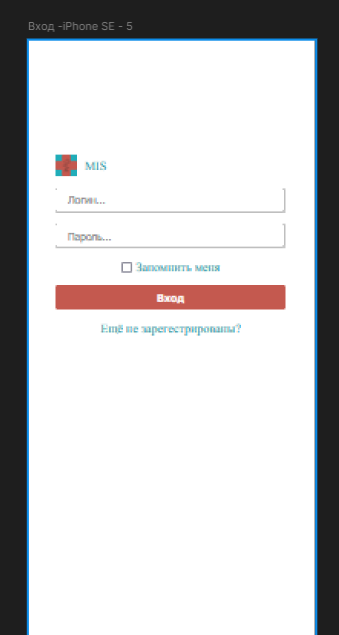 Вход -iPhone SE - 5
MIS
Логин...
Пароль...
Запомнить меня
Вход
Ещё не зарегестрированы?